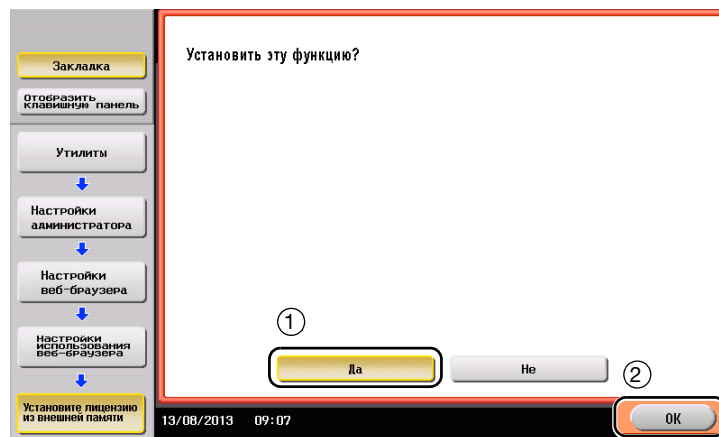 Закладка
Отобразить
клавишную панель
Утилиты
Настройки
администратора
Настройки
веб-браузера
Настройки
использования
веб-браузера
Установите лицензию
из внешней памяти
Установить эту функцию?
1
Да
Не
2
13/08/2013 09:07
OK